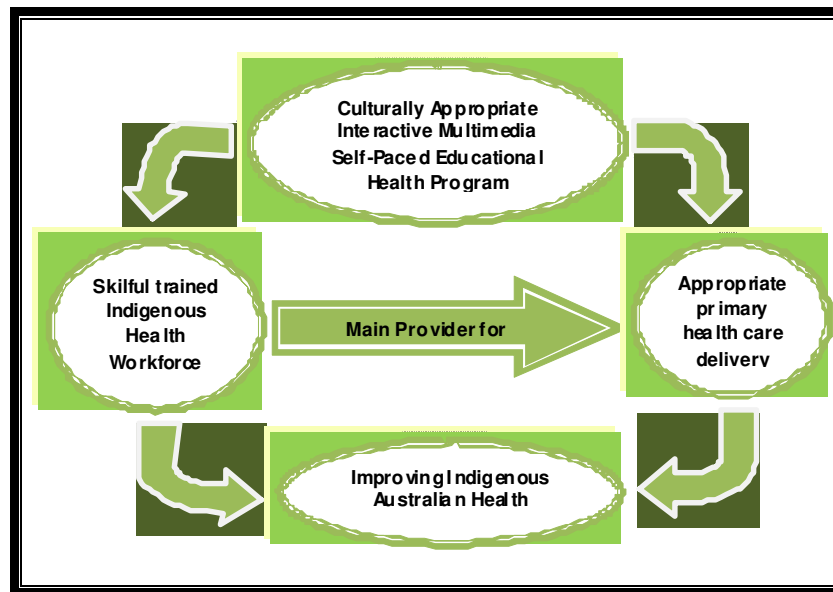 Culturally Appropriate
Interactive Multimedia
Self-Paced Educational
Health Program
Skilful trained
Indigenous
Health
Workforce
Main Provider for
Appropriate
primary
health care
delivery
Improving Indigenous
Australian Health